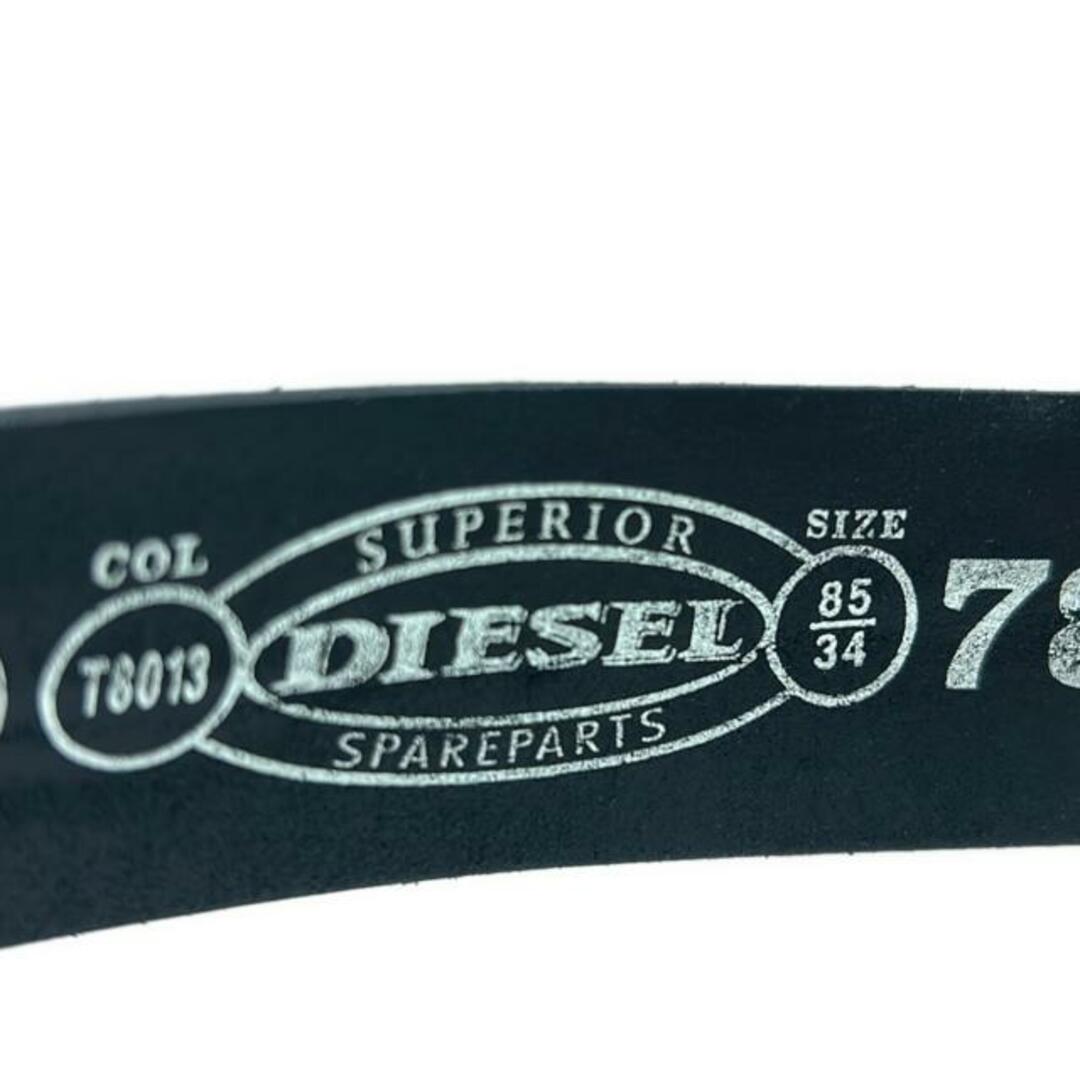 COL
T8013
SUPERIOR
DIESEL
SPAREPARTS
SIZE
85
34